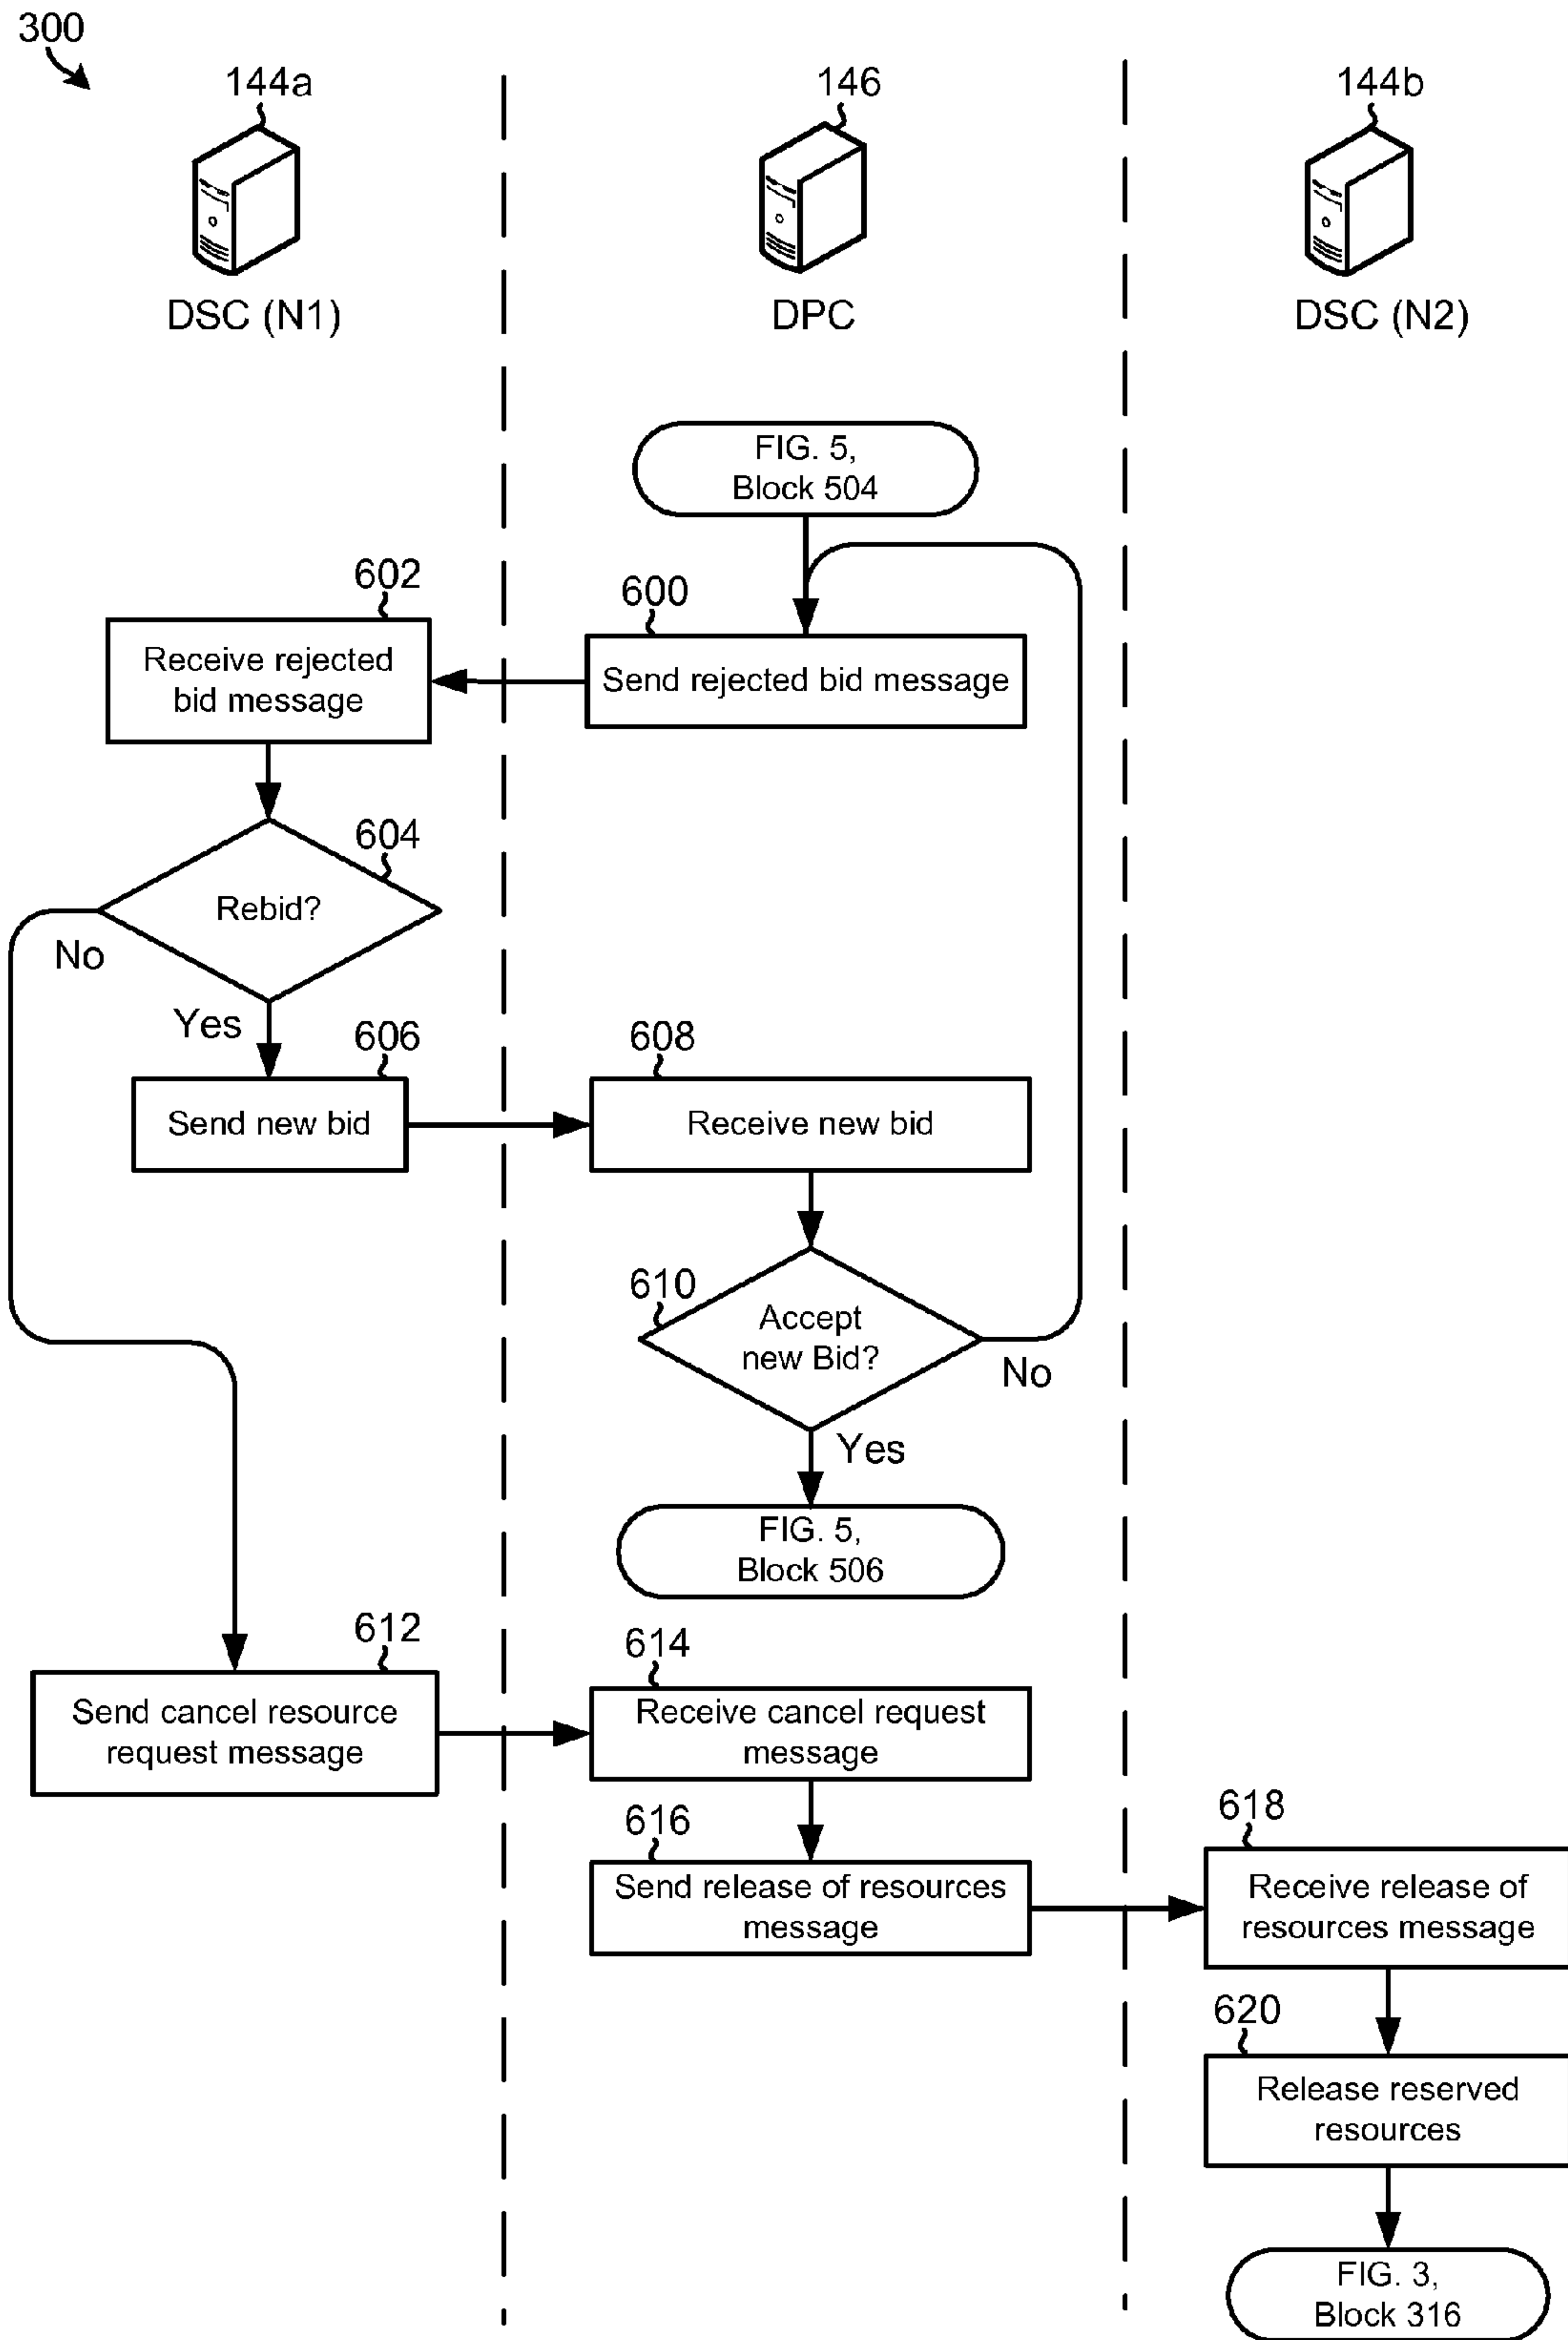 300
144a
146
144b
DSC (N1)
DPC
DSC (N2)
FIG. 5,
Block 504
602
600
Receive rejected
bid message
Send rejected bid message
604
Rebid?
No
Yes
606
608
Send new bid
Receive new bid
610
Accept
new Bid?
No
Yes
FIG. 5,
Block 506
612
614
Send cancel resource
request message
Receive cancel request
message
616
618
Send release of resources
message
Receive release of
resources message
620
Release reserved
resources
FIG. 3,
Block 316